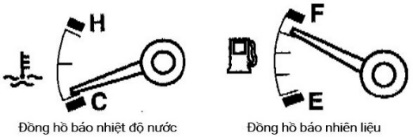 H
C
F
E
Đồng hồ báo nhiệt độ nước
Đồng hồ báo nhiên liệu